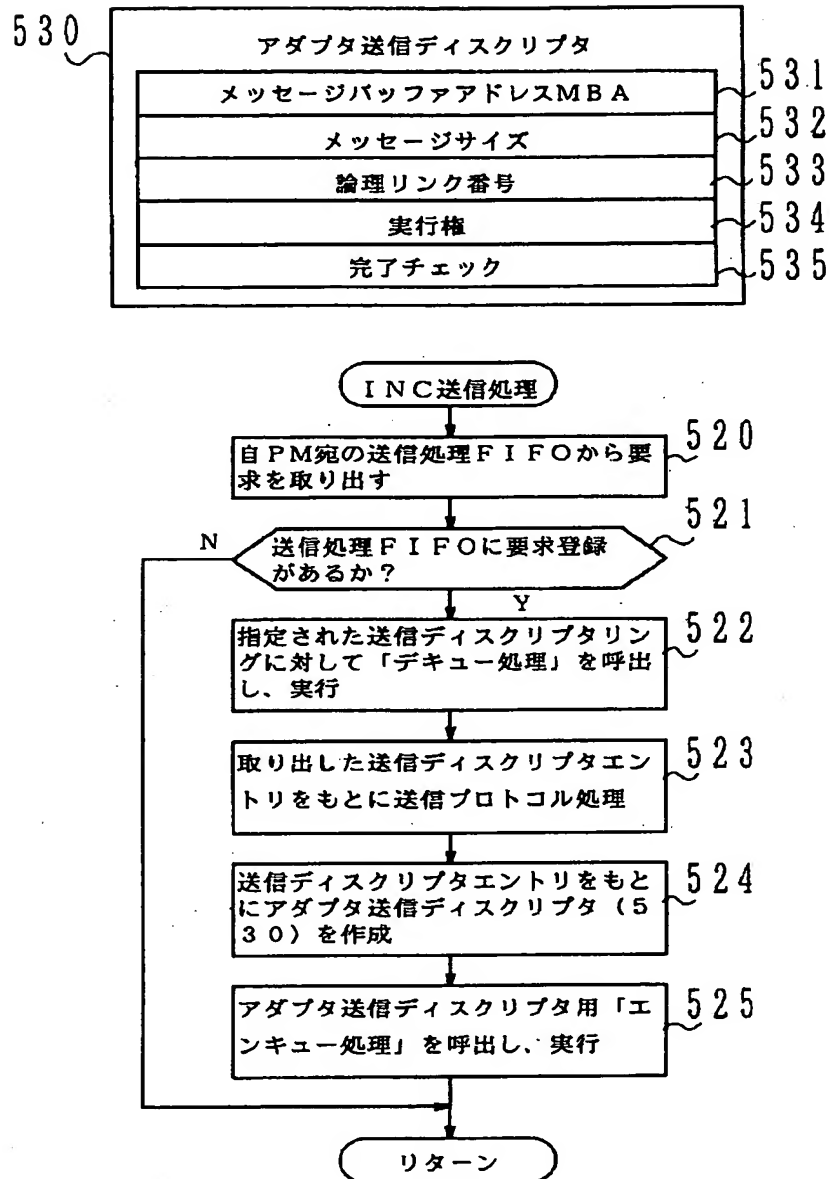 530
アダプタ送信ディスクリプタ
メッセージバッファアドレスMBA
531
メッセージサイズ
532
論理リンク番号
533
実行権
534
完了チェック
535
INC送信処理
自PM宛の送信処理FIFOから要
求を取り出す
520
送信処理FIFOに要求登録
があるか?
521
N
Y
指定された送信ディスクリプタリン
グに対して「デキュー処理」を呼出
し、実行
522
取り出した送信ディスクリプタエン
トリをもとに送信プロトコル処理
523
送信ディスクリプタエントリをもと
にアダプタ送信ディスクリプタ(5
30)を作成
524
アダプタ送信ディスクリプタ用「エ
ンキュー処理」を呼出し、実行
525
リターン